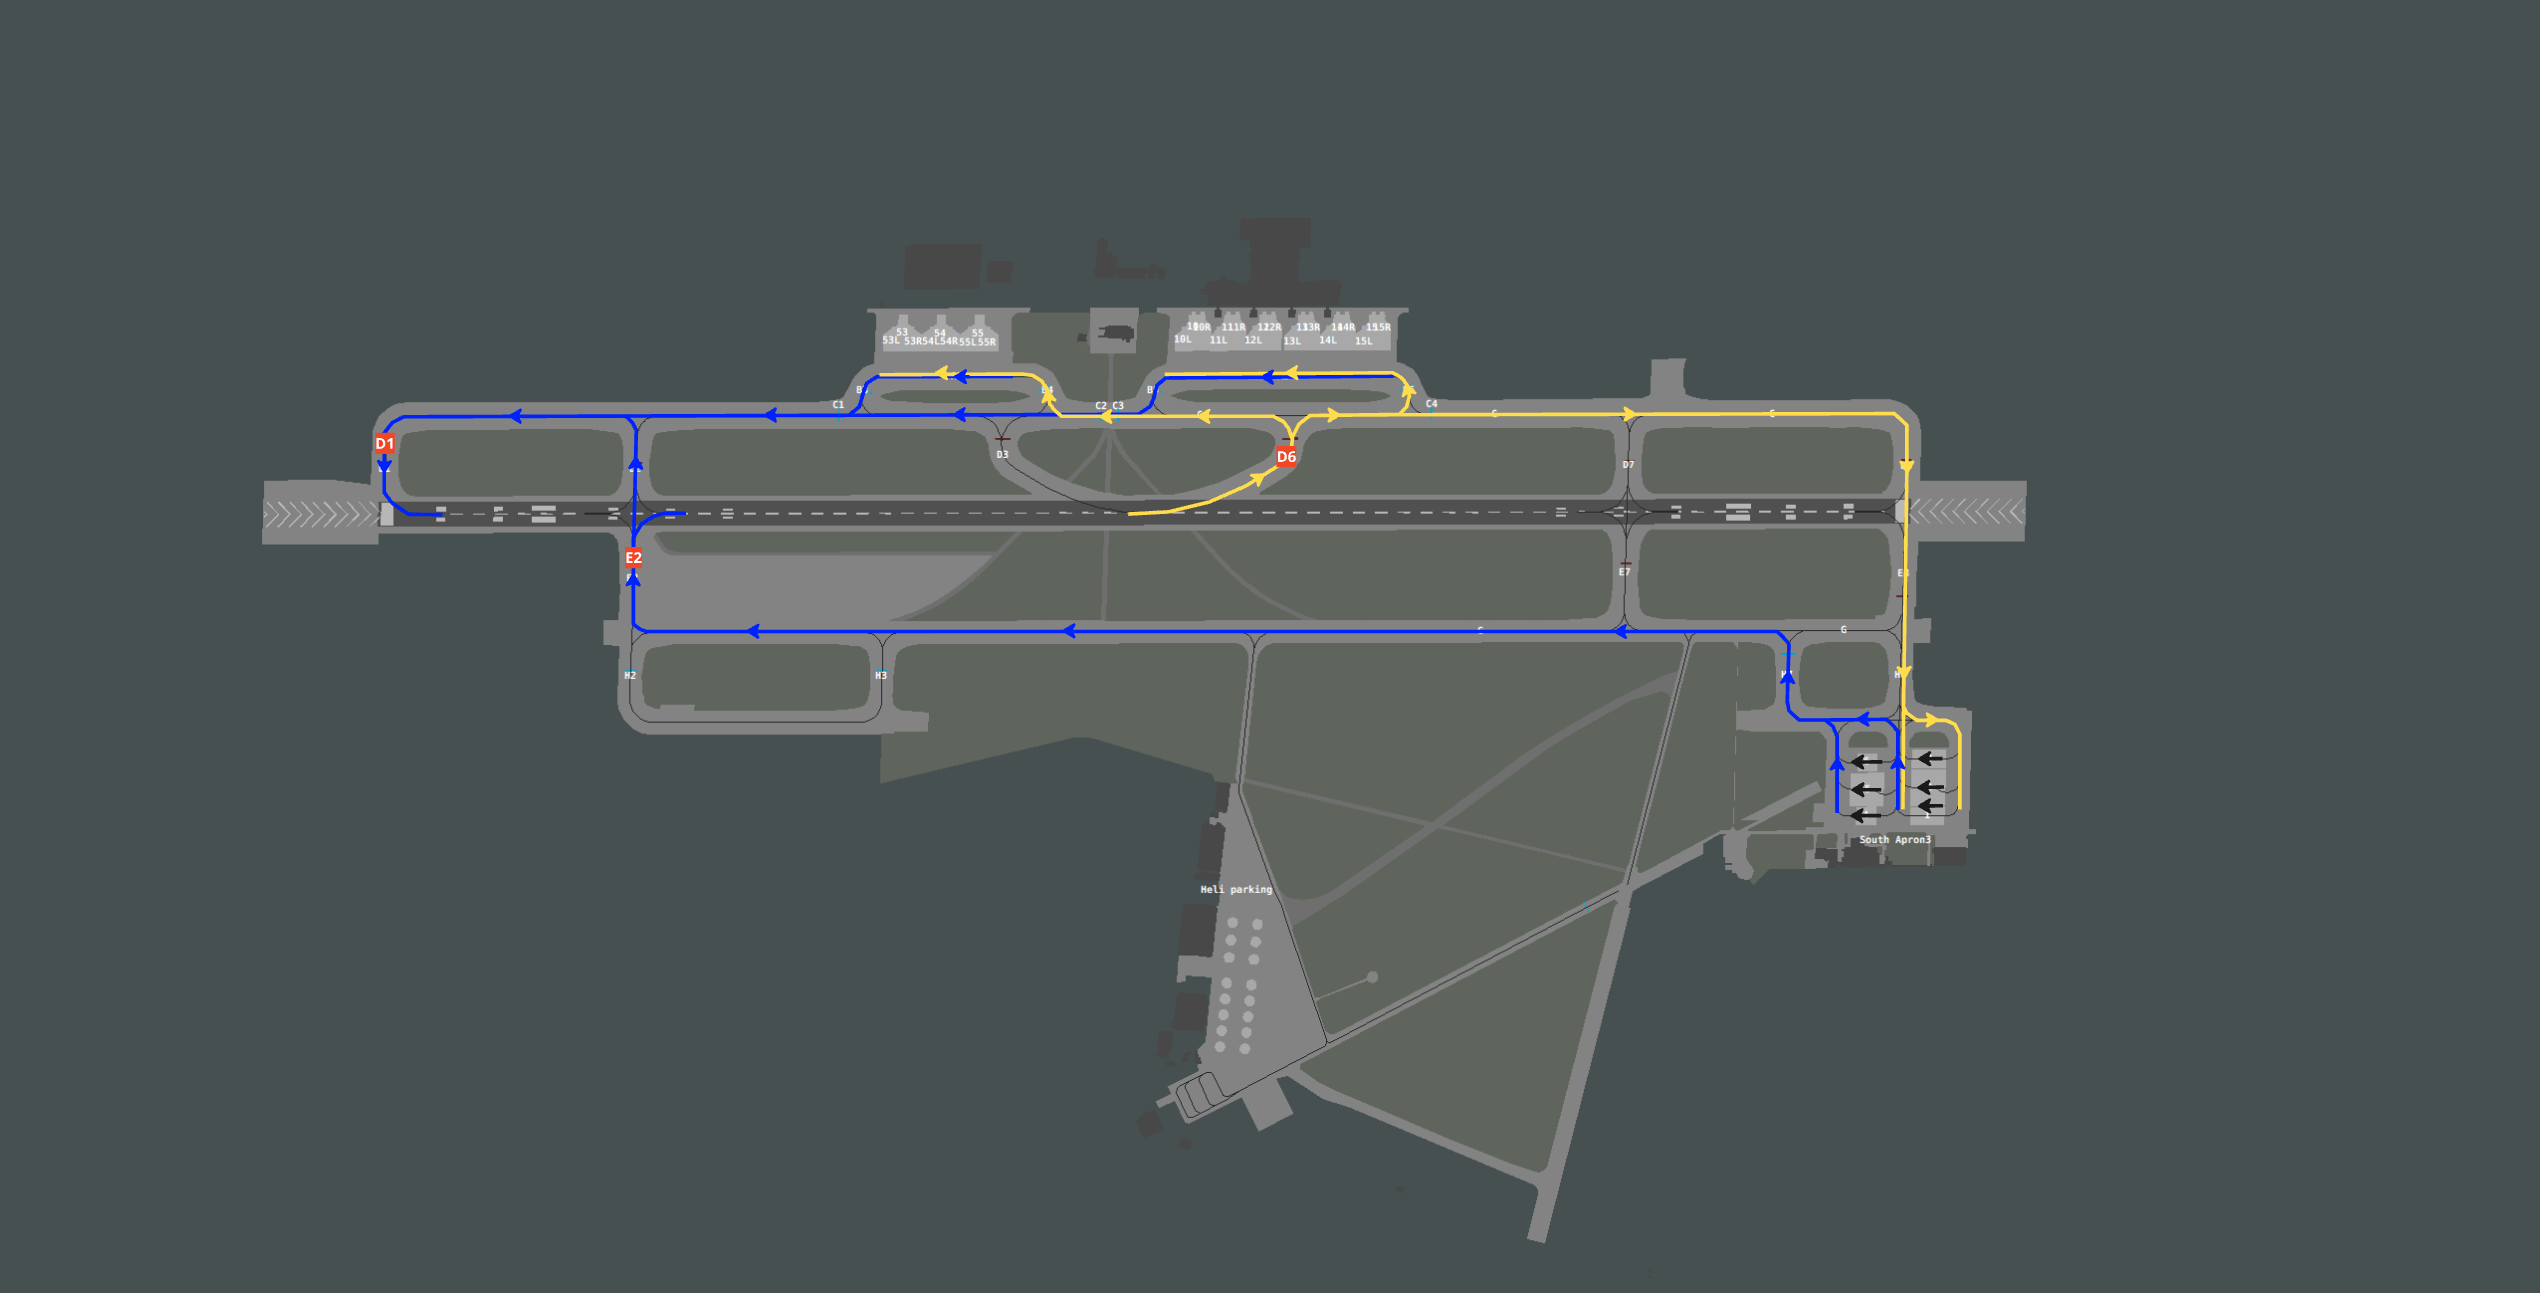 53 54 55
53L 53R 54L 54R 55L 55R
10R 11R 12R 13R 14R 15R
10L 11L 12L 13L 14L 15L
C1 C2 C3 C4
C C
D1
D6
D3 D7
E2
E7
G
G
H2 H3
South Apron3
Heli parking